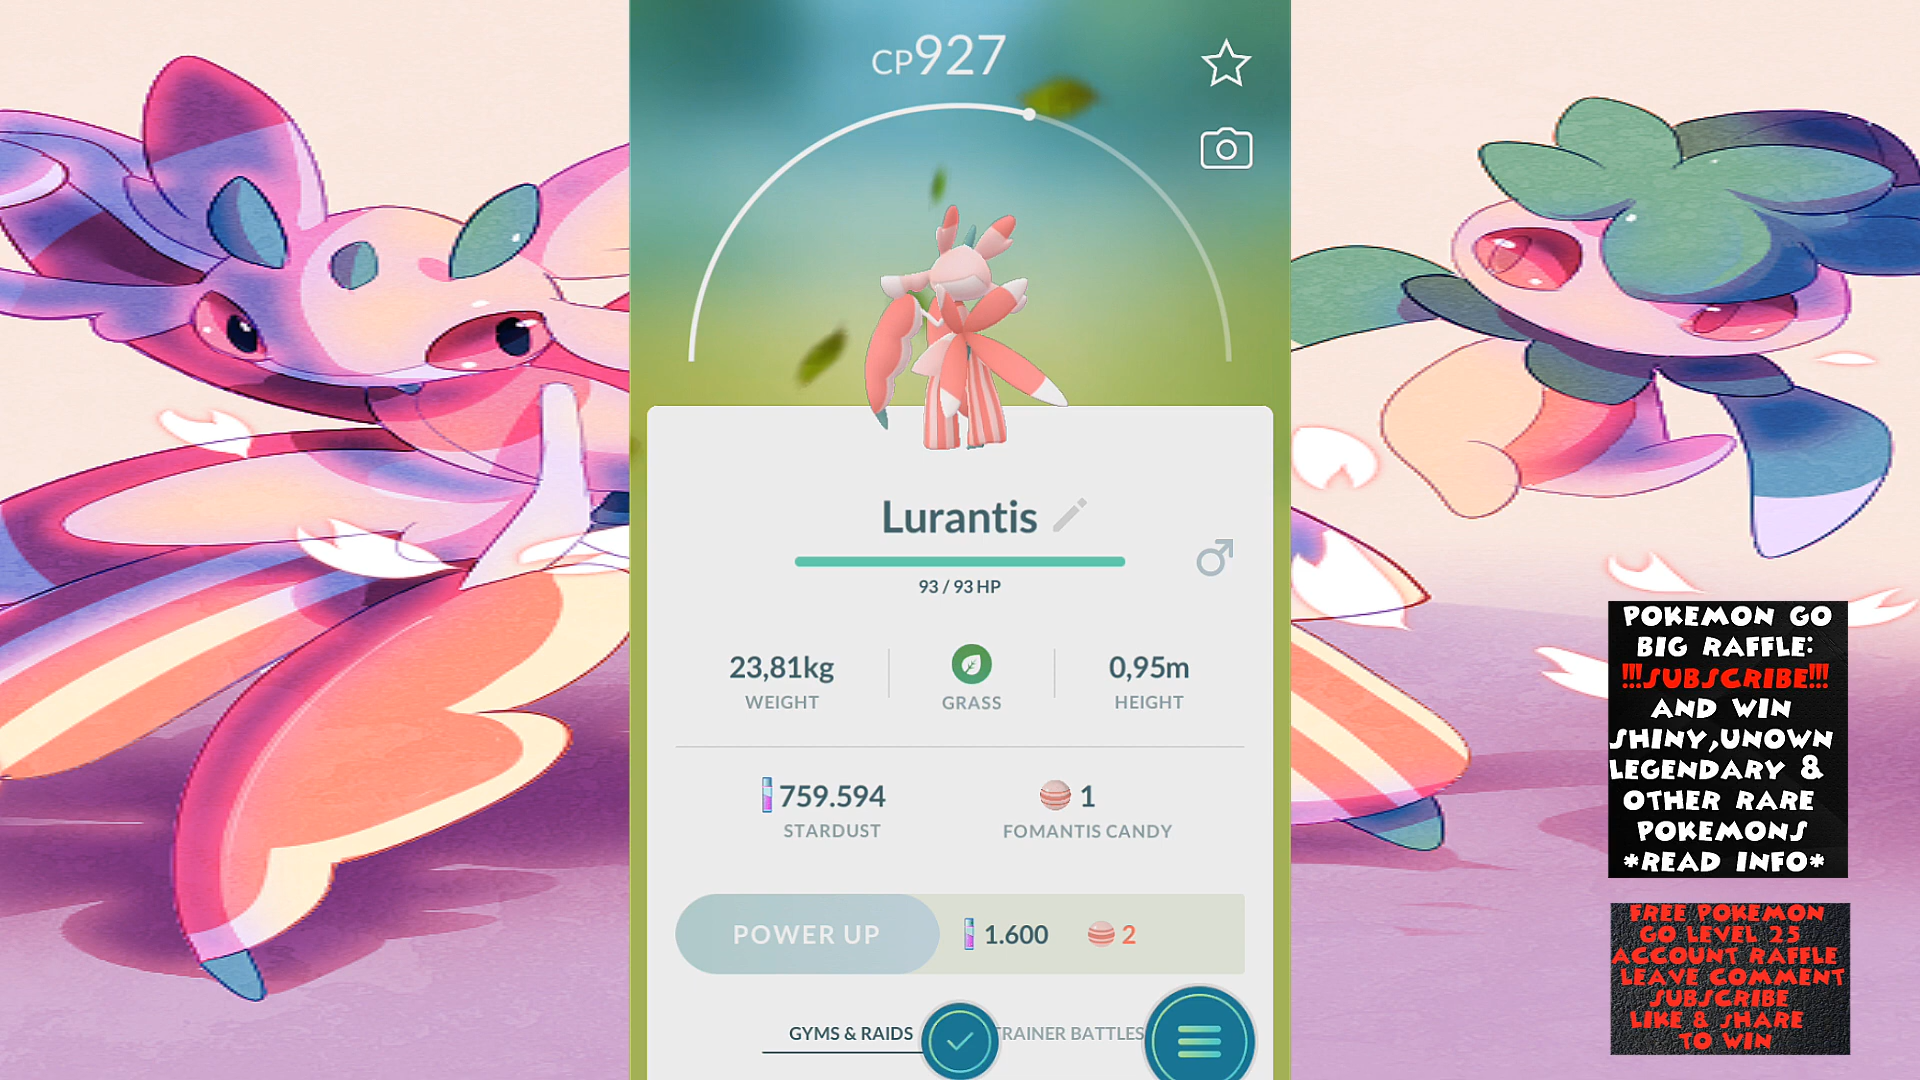 CP927
Lurantis
93 / 93 HP
23,81kg
WEIGHT
GRASS
0,95m
HEIGHT
759.594
STARDUST
1
FOMANTIS CANDY
POWER UP
1.600
2
GYMS & RAIDS
TRAINER BATTLES
POKEMON GO
BIG RAFFLE:
!!!SUBSCRIBE!!!
AND WIN
SHINY,UNOWN
LEGENDARY &
OTHER RARE
POKEMONS
*READ INFO*
FREE POKEMON
GO LEVEL 25
ACCOUNT RAFFLE
LEAVE COMMENT
SUBSCRIBE
LIKE & SHARE
TO WIN